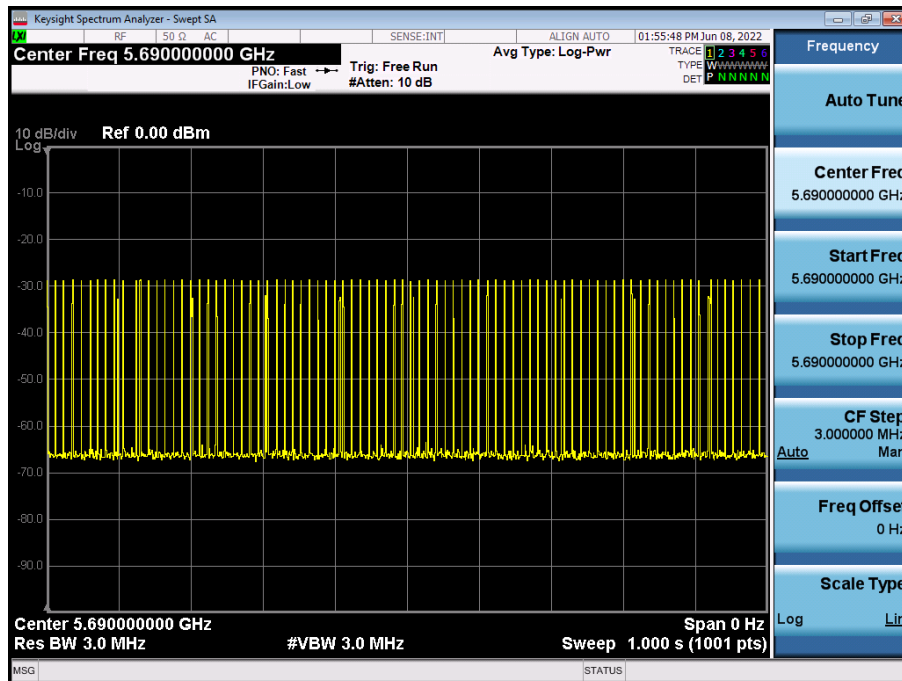 Keysight Spectrum Analyzer - Swept SA
LXI RF 50 Ω AC SENSE:INT ALIGN AUTO 01:55:48 PM Jun 08, 2022
Center Freq 5.690000000 GHz
PNO: Fast
IFGain:Low
Trig: Free Run
#Atten: 10 dB
Avg Type: Log-Pwr
TRACE 1 2 3 4 5 6
TYPE WWWWWW
DET P N N N N N
10 dB/div Ref 0.00 dBm
Log
-10.0
-20.0
-30.0
-40.0
-50.0
-60.0
-70.0
-80.0
-90.0
Center 5.690000000 GHz Span 0 Hz
Res BW 3.0 MHz #VBW 3.0 MHz Sweep 1.000 s (1001 pts)
MSG STATUS
Frequency
Auto Tune
Center Freq
5.690000000 GHz
Start Freq
5.690000000 GHz
Stop Freq
5.690000000 GHz
CF Step
3.000000 MHz
Auto Man
Freq Offset
0 Hz
Scale Type
Log Lin